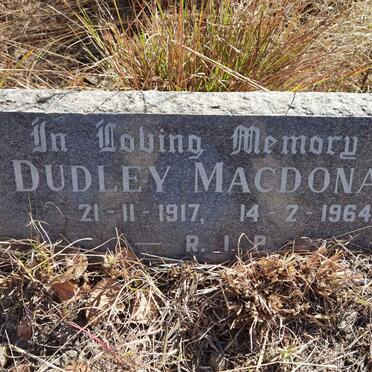 In Loving Memory
DUDLEY MACDONA
21-11-1917, 14-2-1964
R.I.P.